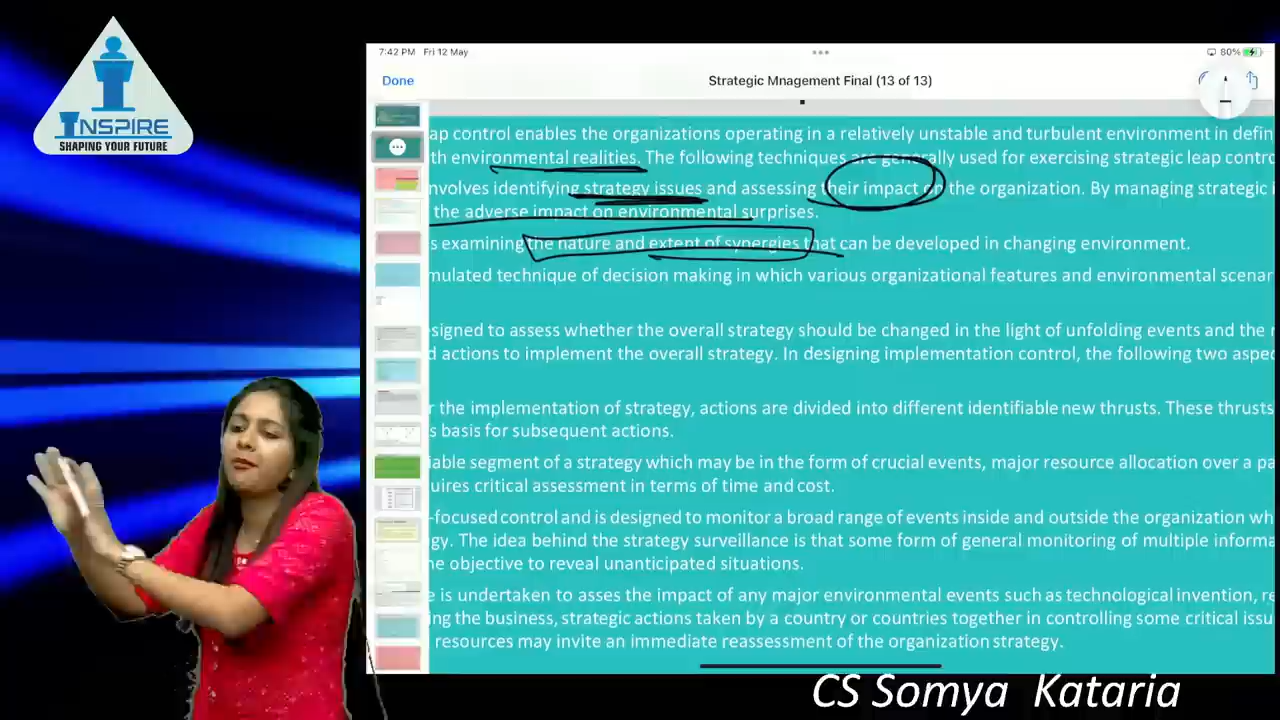 INSPIRE
SHAPING YOUR FUTURE
7:42 PM Fri 12 May
80%
Done
Strategic Mnagement Final (13 of 13)
ap control enables the organizations operating in a relatively unstable and turbulent environment in defin
th environmental realities. The following techniques are generally used for exercising strategic leap contro
nvolves identifying strategy issues and assessing their impact on the organization. By managing strategic i
the adverse impact on environmental surprises.
s examining the nature and extent of synergies that can be developed in changing environment.
mulated technique of decision making in which various organizational features and environmental scenar
esigned to assess whether the overall strategy should be changed in the light of unfolding events and the r
d actions to implement the overall strategy. In designing implementation control, the following two aspec
r the implementation of strategy, actions are divided into different identifiable new thrusts. These thrusts
s basis for subsequent actions.
iable segment of a strategy which may be in the form of crucial events, major resource allocation over a pa
uires critical assessment in terms of time and cost.
-focused control and is designed to monitor a broad range of events inside and outside the organization wh
gy. The idea behind the strategy surveillance is that some form of general monitoring of multiple informa
he objective to reveal unanticipated situations.
e is undertaken to asses the impact of any major environmental events such as technological invention, re
ing the business, strategic actions taken by a country or countries together in controlling some critical issu
resources may invite an immediate reassessment of the organization strategy.
CS Somya Kataria